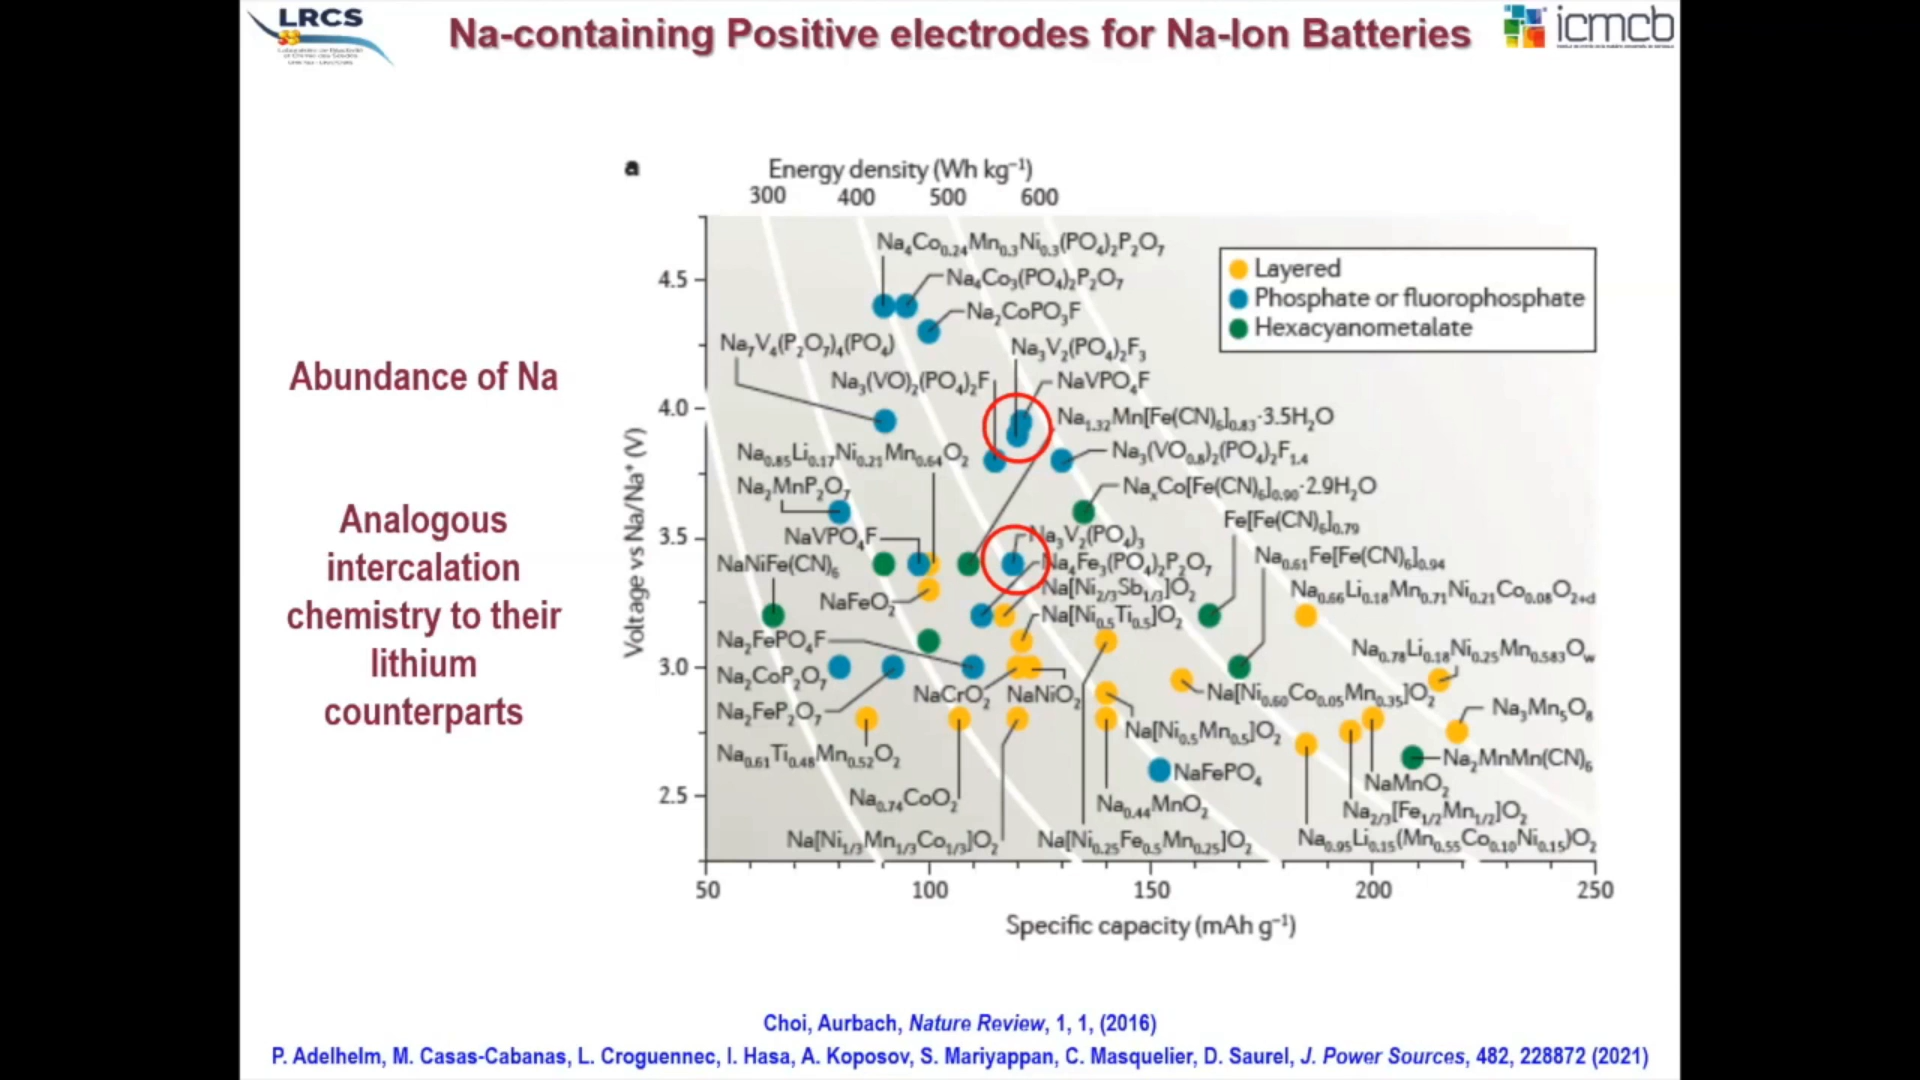 LRCS
Na-containing Positive electrodes for Na-Ion Batteries
icmcb
Abundance of Na
Analogous
intercalation
chemistry to their
lithium
counterparts
a
Energy density (Wh kg⁻¹)
300 400 500 600
Layered
Phosphate or fluorophosphate
Hexacyanometalate
Na₄Co₀.₂₄Mn₀.₃Ni₀.₃(PO₄)₂P₂O₇
Na₄Co₃(PO₄)₂P₂O₇
Na₂CoPO₃F
Na₇V₄(P₂O₇)₄(PO₄)
Na₃V₂(PO₄)₂F₃
Na₃(VO)₂(PO₄)₂F
NaVPO₄F
Na₁.₃₂Mn[Fe(CN)₆]₀.₈₃·3.5H₂O
Na₀.₈₅Li₀.₁₇Ni₀.₂₁Mn₀.₆₄O₂
Na₃(VO₀.₈)₂(PO₄)₂F₁.₄
Na₂MnP₂O₇
NaₓCo[Fe(CN)₆]₀.₉₀·2.9H₂O
Fe[Fe(CN)₆]₀.₇₉
NaVPO₄F
Na₃V₂(PO₄)₃
Na₀.₆₁Fe[Fe(CN)₆]₀.₉₄
NaNiFe(CN)₆
Na₄Fe₃(PO₄)₂P₂O₇
Na[Ni₂/₃Sb₁/₃]O₂
Na₀.₆₆Li₀.₁₈Mn₀.₇₁Ni₀.₂₁Co₀.₀₈O₂₊d
NaFeO₂
Na[Ni₀.₅Ti₀.₅]O₂
Na₂FePO₄F
Na₀.₇₈Li₀.₁₈Ni₀.₂₅Mn₀.₅₈₃Ow
Na₂CoP₂O₇
NaCrO₂
NaNiO₂
Na[Ni₀.₆₀Co₀.₀₅Mn₀.₃₅]O₂
Na₂FeP₂O₇
Na₃Mn₅O₈
Na[Ni₀.₅Mn₀.₅]O₂
Na₀.₆₁Ti₀.₄₈Mn₀.₅₂O₂
Na₂MnMn(CN)₆
NaFePO₄
NaMnO₂
Na₀.₇₄CoO₂
Na₀.₄₄MnO₂
Na₂/₃[Fe₁/₂Mn₁/₂]O₂
Na[Ni₁/₃Mn₁/₃Co₁/₃]O₂
Na[Ni₀.₂₅Fe₀.₅Mn₀.₂₅]O₂
Na₀.₉₅Li₀.₁₅(Mn₀.₅₅Co₀.₁₀Ni₀.₁₅)O₂
4.5
4.0
3.5
3.0
2.5
Voltage vs Na/Na⁺ (V)
50 100 150 200 250
Specific capacity (mAh g⁻¹)
Choi, Aurbach, Nature Review, 1, 1, (2016)
P. Adelhelm, M. Casas-Cabanas, L. Croguennec, I. Hasa, A. Koposov, S. Mariyappan, C. Masquelier, D. Saurel, J. Power Sources, 482, 228872 (2021)